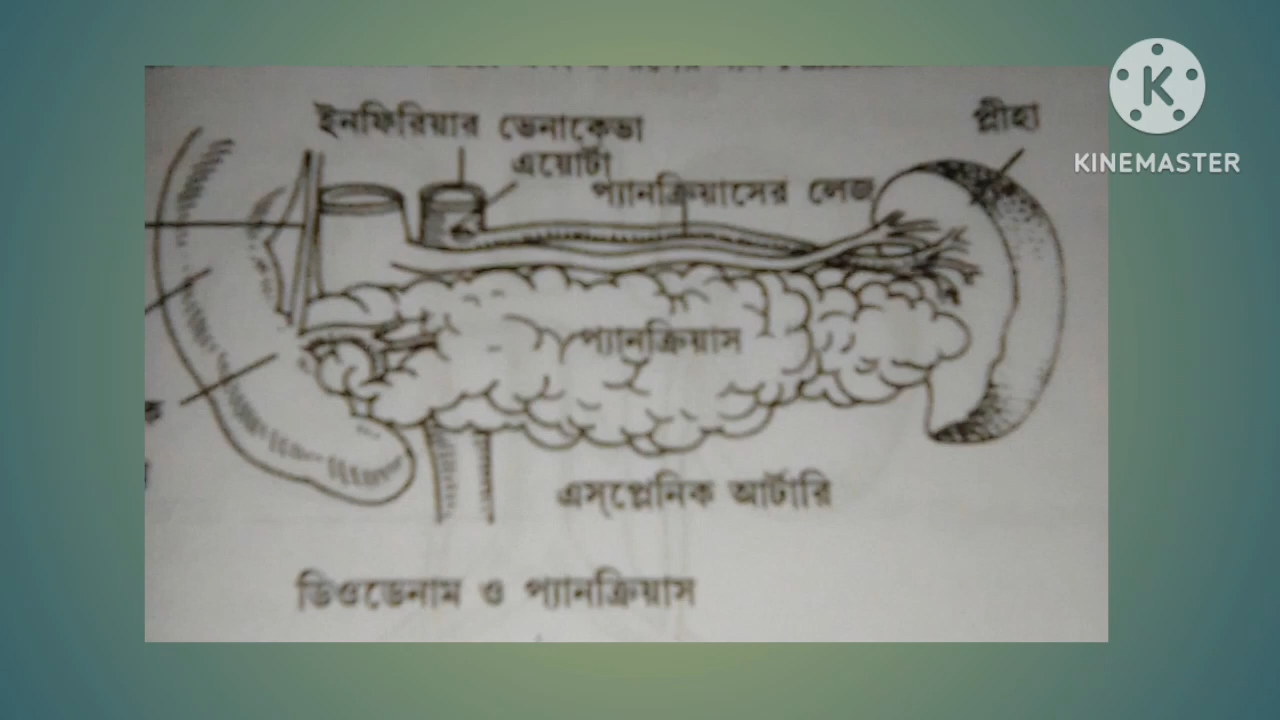 ইনফিরিয়ার ভেনাকেভা
এয়োর্টা
প্লীহা
প্যানক্রিয়াসের লেজ
প্যানক্রিয়াস
এস্প্লেনিক আর্টারি
ডিওডেনাম ও প্যানক্রিয়াস
KINEMASTER